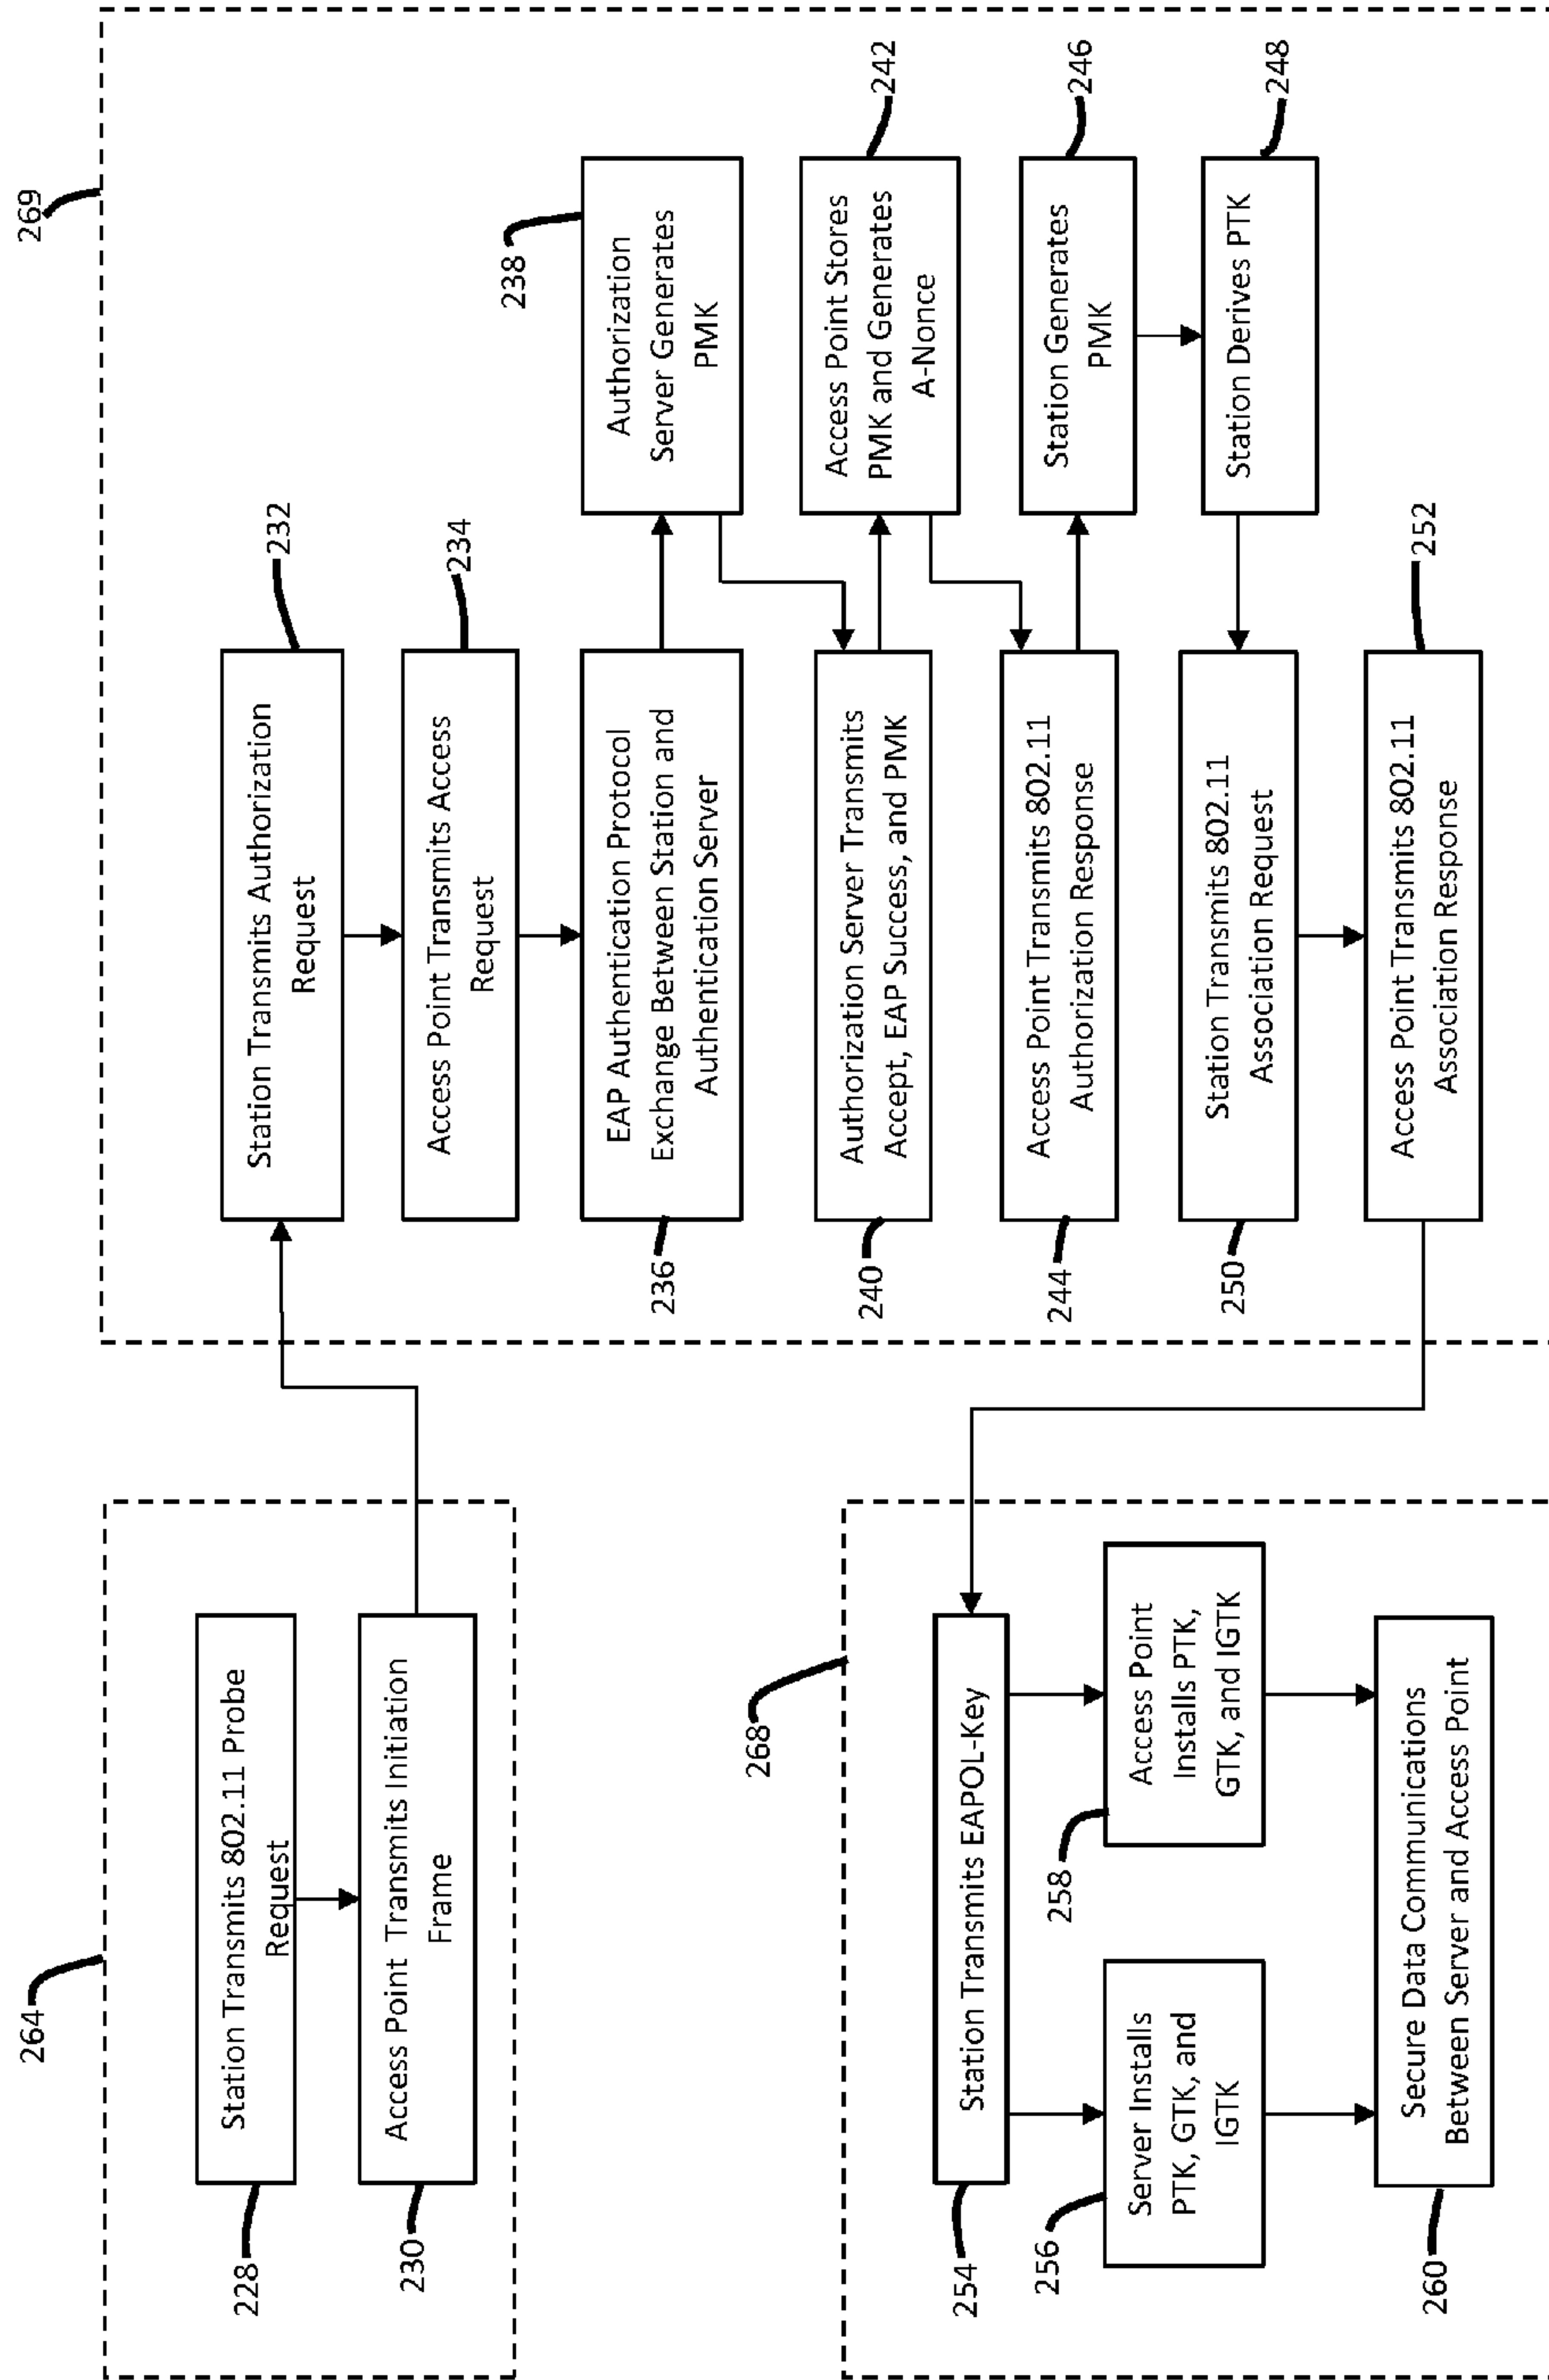 264
228
Station Transmits 802.11 Probe
Request
230
Access Point Transmits Initiation
Frame
269
232
Station Transmits Authorization
Request
234
Access Point Transmits Access
Request
236
EAP Authentication Protocol
Exchange Between Station and
Authentication Server
238
Authorization
Server Generates
PMK
240
Authorization Server Transmits
Accept, EAP Success, and PMK
242
Access Point Stores
PMK and Generates
A-Nonce
244
Access Point Transmits 802.11
Authorization Response
246
Station Generates
PMK
248
Station Derives PTK
250
Station Transmits 802.11
Association Request
252
Access Point Transmits 802.11
Association Response
268
254
Station Transmits EAPOL-Key
256
Server Installs
PTK, GTK, and
IGTK
258
Access Point
Installs PTK,
GTK, and IGTK
260
Secure Data Communications
Between Server and Access Point